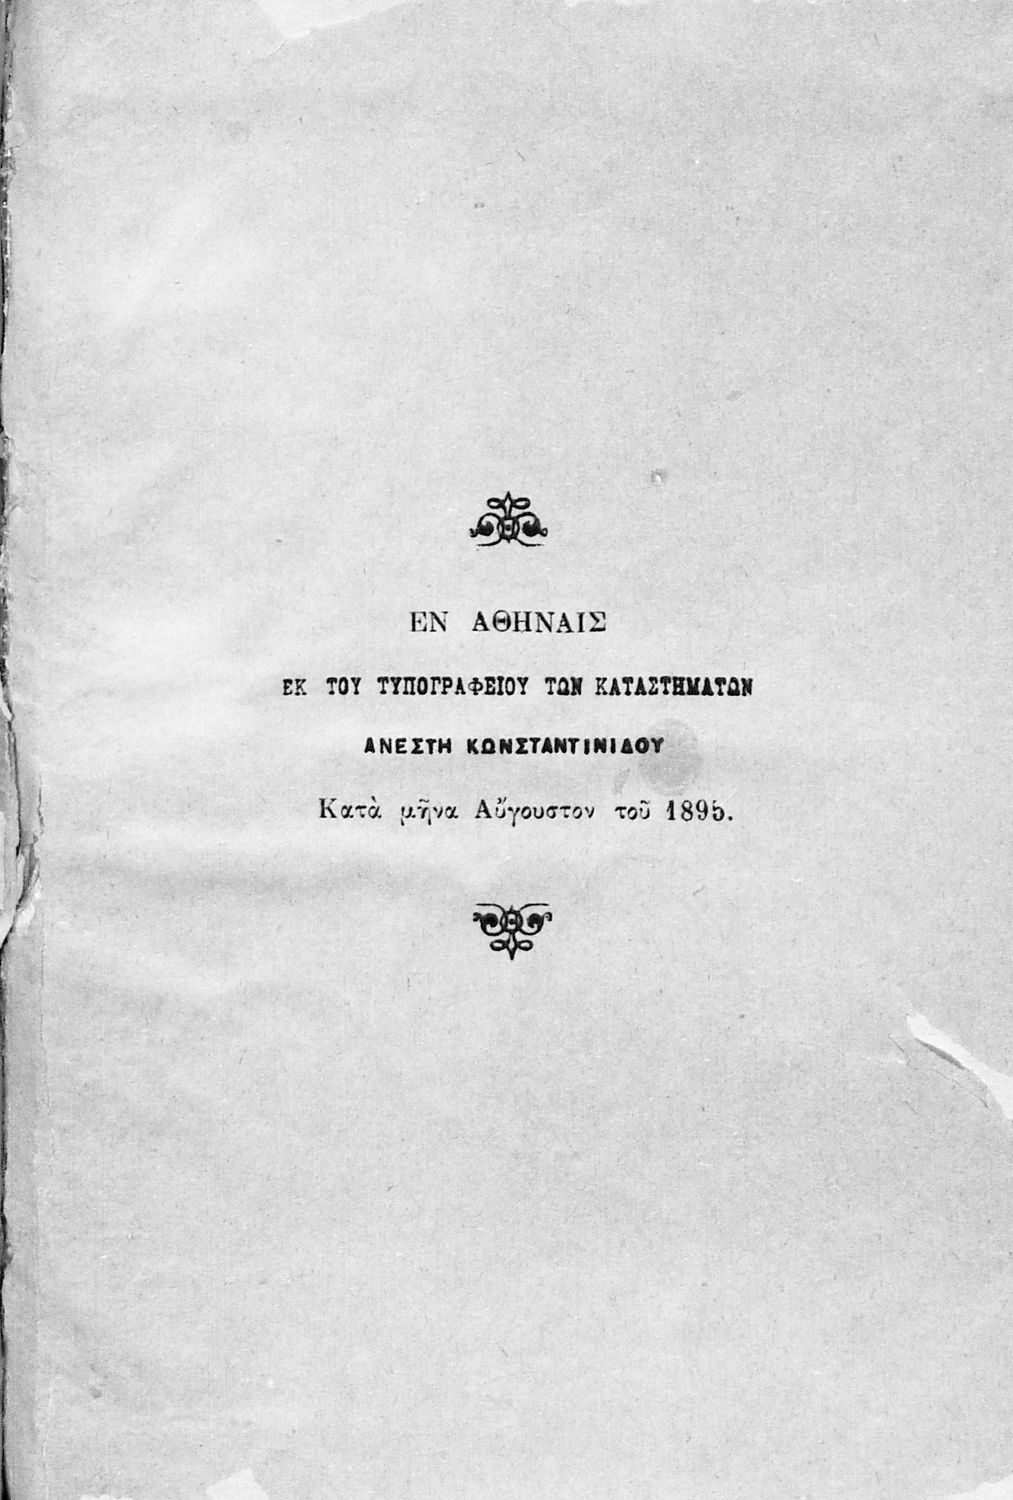 ΕΝ ΑΘΗΝΑΙΣ
ΕΚ ΤΟΥ ΤΥΠΟΓΡΑΦΕΙΟΥ ΤΩΝ ΚΑΤΑΣΤΗΜΑΤΩΝ
ΑΝΕΣΤΗ ΚΩΝΣΤΑΝΤΙΝΙΔΟΥ
Κατὰ μῆνα Αὔγουστον τοῦ 1895.